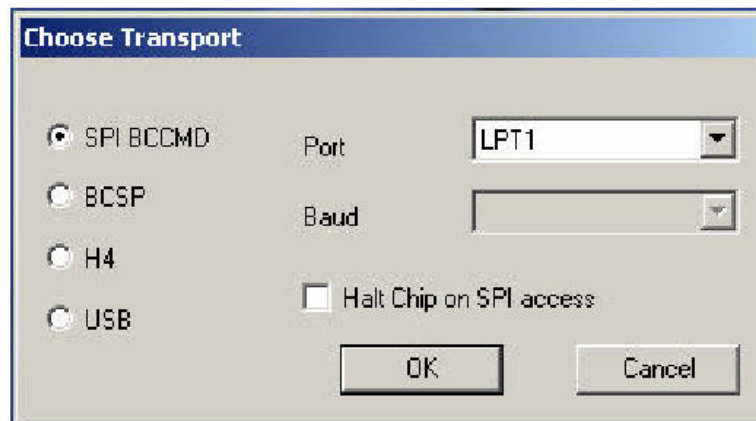 Choose Transport
SPI BCCMD
Port
LPT1
BCSP
Baud
H4
Halt Chip on SPI access
USB
OK
Cancel